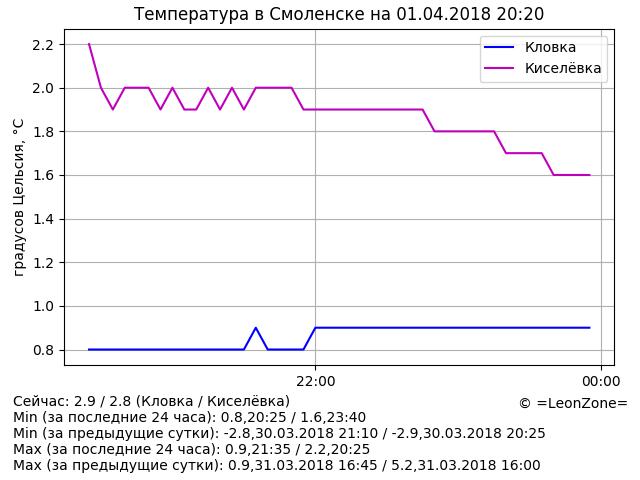 Температура в Смоленске на 01.04.2018 20:20
градусов Цельсия, °C
2.2
2.0
1.8
1.6
1.4
1.2
1.0
0.8
Кловка
Киселёвка
22:00
00:00
Сейчас: 2.9 / 2.8 (Кловка / Киселёвка)
© =LeonZone=
Min (за последние 24 часа): 0.8,20:25 / 1.6,23:40
Min (за предыдущие сутки): -2.8,30.03.2018 21:10 / -2.9,30.03.2018 20:25
Max (за последние 24 часа): 0.9,21:35 / 2.2,20:25
Max (за предыдущие сутки): 0.9,31.03.2018 16:45 / 5.2,31.03.2018 16:00